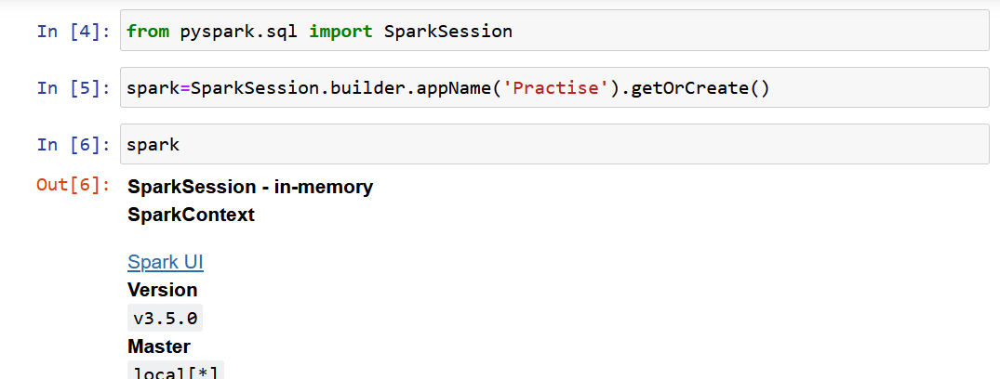 In [4]: from pyspark.sql import SparkSession
In [5]: spark=SparkSession.builder.appName('Practise').getOrCreate()
In [6]: spark
Out[6]: SparkSession - in-memory
SparkContext
Spark UI
Version
v3.5.0
Master
local[*]